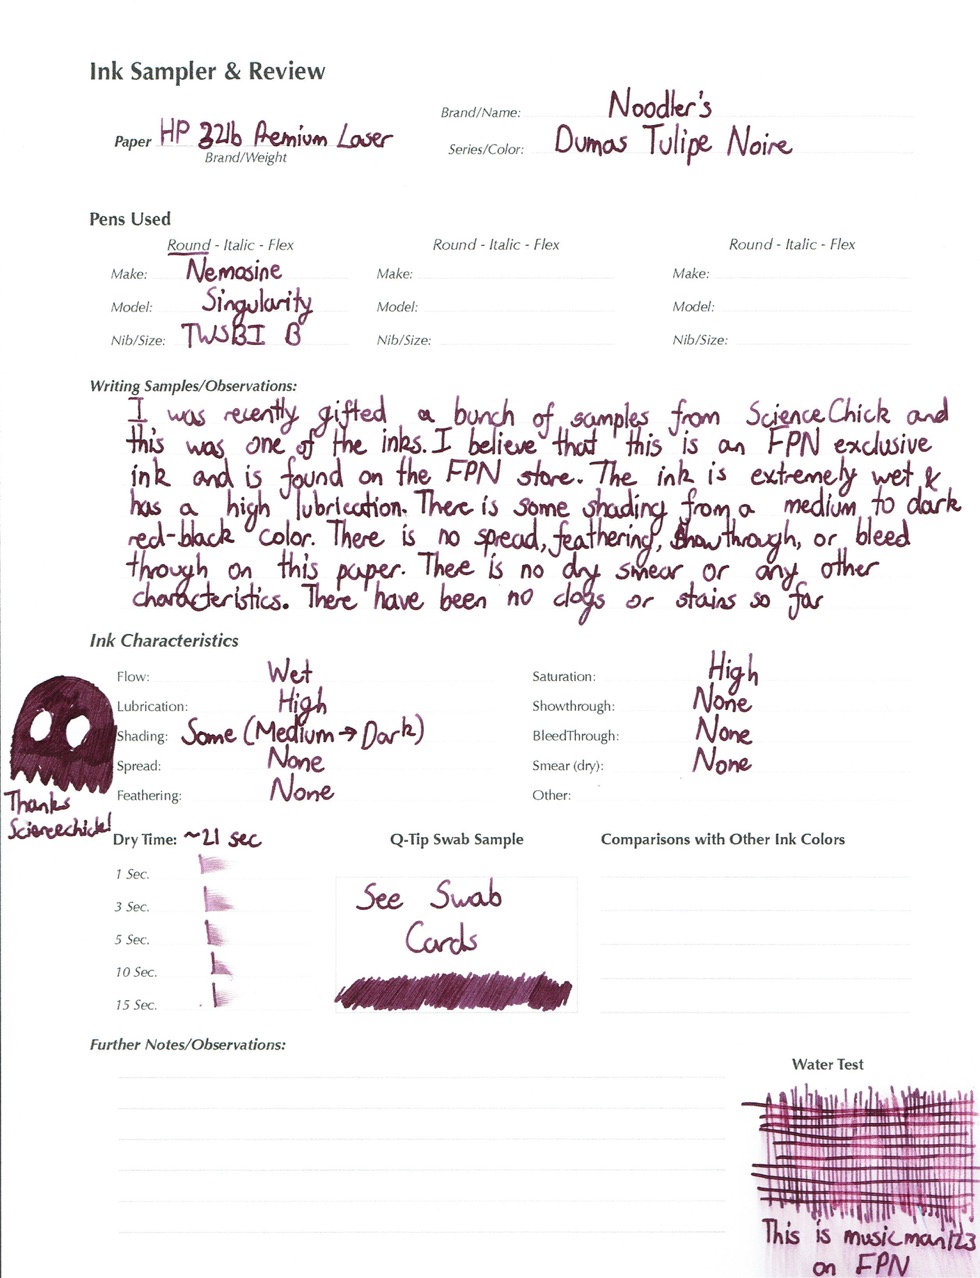 Ink Sampler & Review
Brand/Name: Noodler's
Paper HP 32lb Premium Laser
Brand/Weight
Series/Color: Dumas Tulipe Noire
Pens Used
Round - Italic - Flex
Round - Italic - Flex
Round - Italic - Flex
Make: Nemosine
Make:
Make:
Model: Singularity
Model:
Model:
Nib/Size: TWSBI B
Nib/Size:
Nib/Size:
Writing Samples/Observations:
I was recently gifted a bunch of samples from ScienceChick and
this was one of the inks. I believe that this is an FPN exclusive
ink and is found on the FPN store. The ink is extremely wet &
has a high lubrication. There is some shading from a medium to dark
red-black color. There is no spread, feathering, showthrough, or bleed
through on this paper. There is no dry smear or any other
characteristics. There have been no clogs or stains so far
Ink Characteristics
Flow: Wet
Saturation: High
Lubrication: High
Showthrough: None
Shading: Some (Medium → Dark)
BleedThrough: None
Spread: None
Smear (dry): None
Feathering: None
Other:
Thanks
Sciencechick!
Dry Time: ~21 sec
1 Sec.
3 Sec.
5 Sec.
10 Sec.
15 Sec.
Q-Tip Swab Sample
See Swab
Cards
Comparisons with Other Ink Colors
Further Notes/Observations:
Water Test
This is musicman123
on FPN